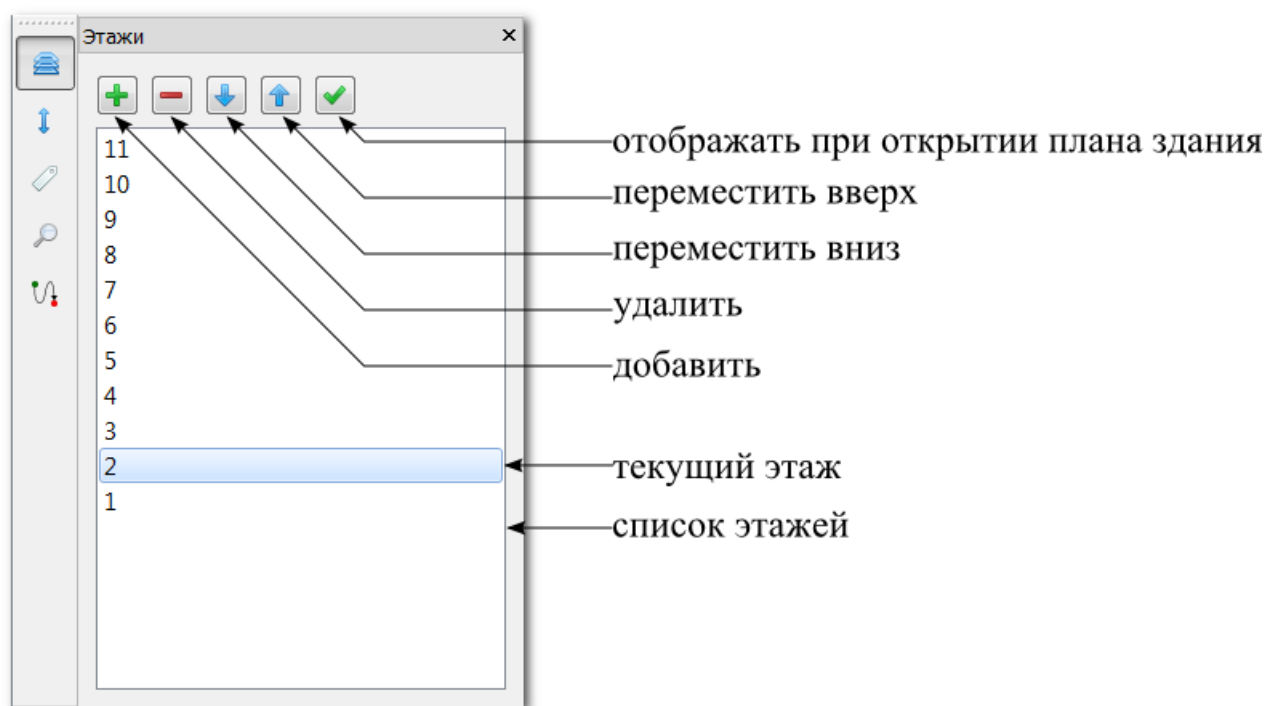 Этажи
11
10
9
8
7
6
5
4
3
2
1
отображать при открытии плана здания
переместить вверх
переместить вниз
удалить
добавить
текущий этаж
список этажей